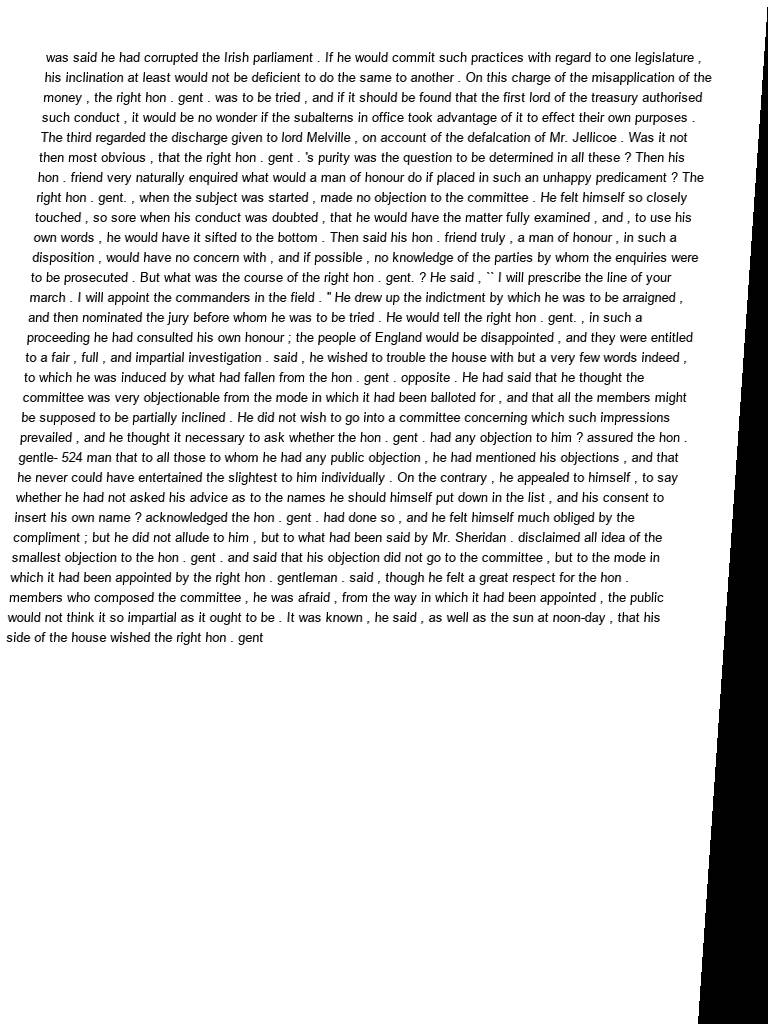 was said he had corrupted the Irish parliament . If he would commit such practices with regard to one legislature ,
his inclination at least would not be deficient to do the same to another . On this charge of the misapplication of the
money , the right hon . gent . was to be tried , and if it should be found that the first lord of the treasury authorised
such conduct , it would be no wonder if the subalterns in office took advantage of it to effect their own purposes .
The third regarded the discharge given to lord Melville , on account of the defalcation of Mr. Jellicoe . Was it not
then most obvious , that the right hon . gent . 's purity was the question to be determined in all these ? Then his
hon . friend very naturally enquired what would a man of honour do if placed in such an unhappy predicament ? The
right hon . gent. , when the subject was started , made no objection to the committee . He felt himself so closely
touched , so sore when his conduct was doubted , that he would have the matter fully examined , and , to use his
own words , he would have it sifted to the bottom . Then said his hon . friend truly , a man of honour , in such a
disposition , would have no concern with , and if possible , no knowledge of the parties by whom the enquiries were
to be prosecuted . But what was the course of the right hon . gent. ? He said , `` I will prescribe the line of your
march . I will appoint the commanders in the field . '' He drew up the indictment by which he was to be arraigned ,
and then nominated the jury before whom he was to be tried . He would tell the right hon . gent. , in such a
proceeding he had consulted his own honour ; the people of England would be disappointed , and they were entitled
to a fair , full , and impartial investigation . said , he wished to trouble the house with but a very few words indeed ,
to which he was induced by what had fallen from the hon . gent . opposite . He had said that he thought the
committee was very objectionable from the mode in which it had been balloted for , and that all the members might
be supposed to be partially inclined . He did not wish to go into a committee concerning which such impressions
prevailed , and he thought it necessary to ask whether the hon . gent . had any objection to him ? assured the hon .
gentle- 524 man that to all those to whom he had any public objection , he had mentioned his objections , and that
he never could have entertained the slightest to him individually . On the contrary , he appealed to himself , to say
whether he had not asked his advice as to the names he should himself put down in the list , and his consent to
insert his own name ? acknowledged the hon . gent . had done so , and he felt himself much obliged by the
compliment ; but he did not allude to him , but to what had been said by Mr. Sheridan . disclaimed all idea of the
smallest objection to the hon . gent . and said that his objection did not go to the committee , but to the mode in
which it had been appointed by the right hon . gentleman . said , though he felt a great respect for the hon .
members who composed the committee , he was afraid , from the way in which it had been appointed , the public
would not think it so impartial as it ought to be . It was known , he said , as well as the sun at noon-day , that his
side of the house wished the right hon . gent